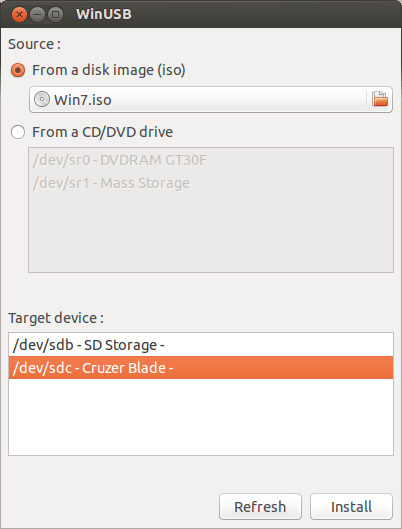 WinUSB
Source :
From a disk image (iso)
Win7.iso
From a CD/DVD drive
/dev/sr0 - DVDRAM GT30F
/dev/sr1 - Mass Storage
Target device :
/dev/sdb - SD Storage -
/dev/sdc - Cruzer Blade -
Refresh Install